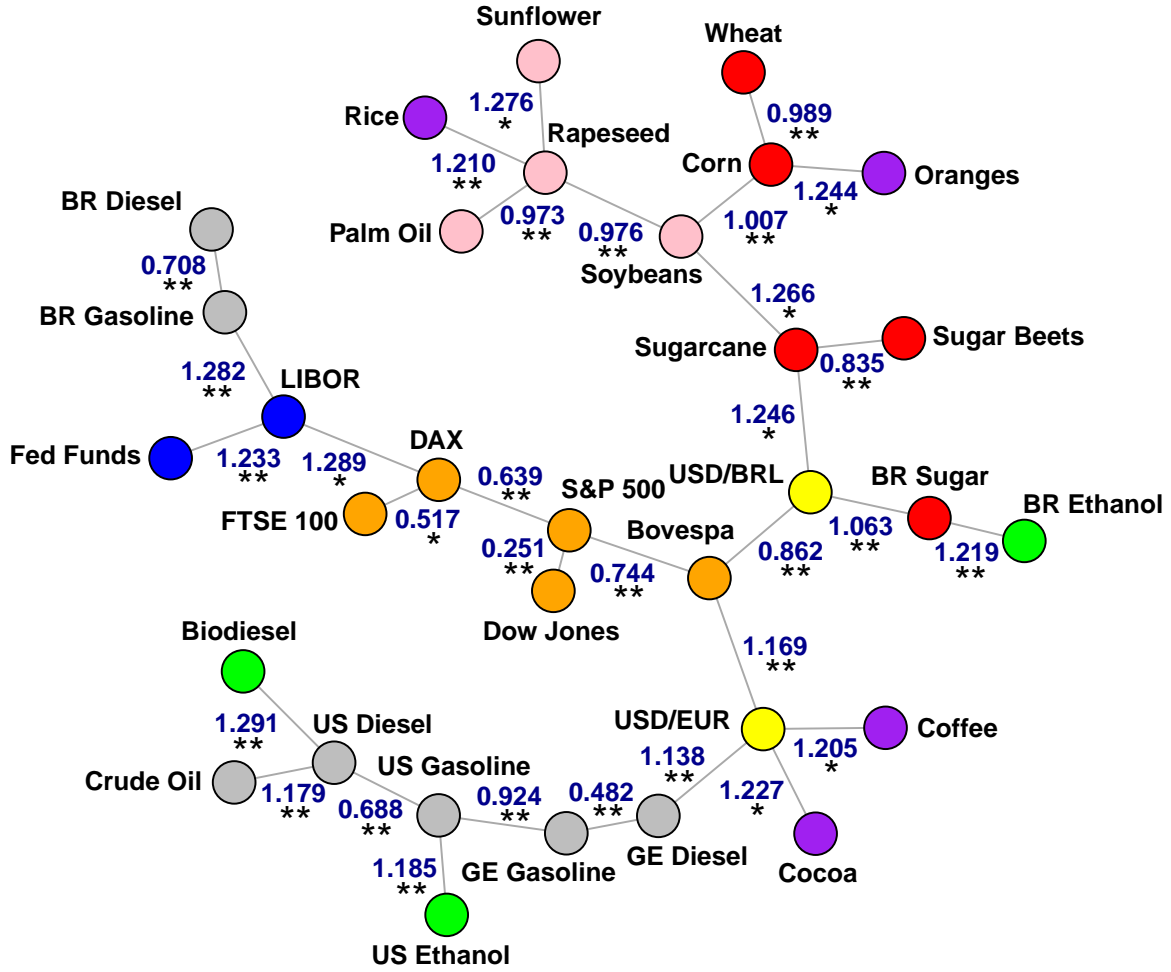 Sunflower
Wheat
1.276
*
Rice
0.989
**
Rapeseed
1.210
**
Corn
Oranges
1.244
*
BR Diesel
0.973
**
Palm Oil
0.976
**
1.007
**
0.708
**
Soybeans
1.266
*
BR Gasoline
Sugar Beets
Sugarcane
0.835
**
1.282
**
LIBOR
1.246
*
DAX
Fed Funds
1.233
**
1.289
*
0.639
**
USD/BRL
BR Sugar
S&P 500
BR Ethanol
FTSE 100
0.517
*
Bovespa
1.063
**
0.251
**
0.862
**
1.219
**
0.744
**
Dow Jones
Biodiesel
1.169
**
US Diesel
USD/EUR
Coffee
1.291
**
1.205
*
1.138
**
US Gasoline
Crude Oil
1.179
**
0.688
**
0.924
**
0.482
**
1.227
*
GE Diesel
GE Gasoline
Cocoa
1.185
**
US Ethanol